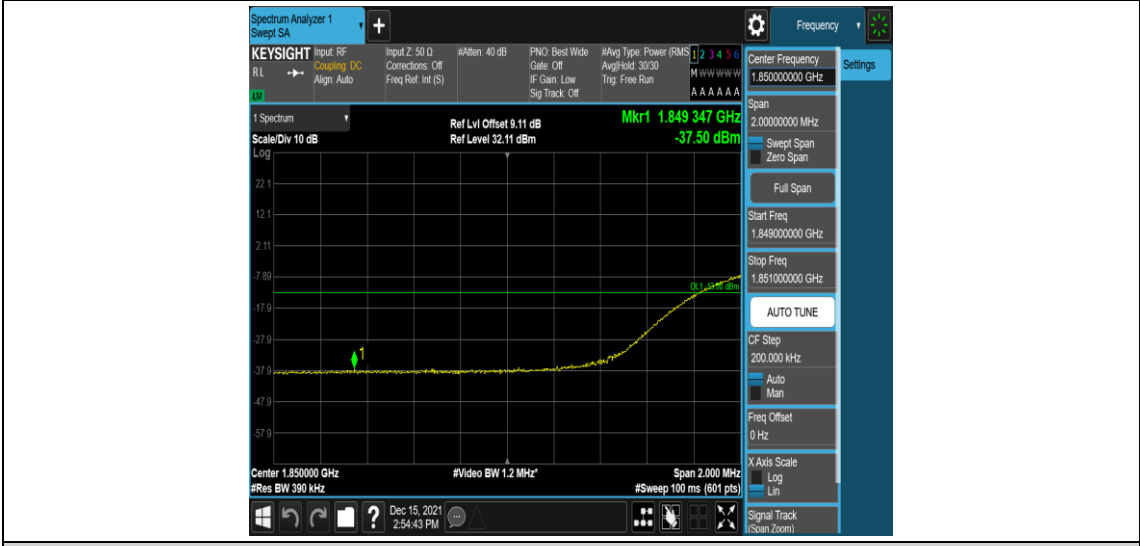 Spectrum Analyzer 1
Swept SA
Frequency
KEYSIGHT
RL
Input: RF
Coupling: DC
Align: Auto
Input Z: 50 Ω
Corrections: Off
Freq Ref: Int (S)
#Atten: 40 dB
PNO: Best Wide
Gate: Off
IF Gain: Low
Sig Track: Off
#Avg Type: Power (RMS
Avg|Hold: 30/30
Trig: Free Run
1 2 3 4 5 6
M W W W W W
A A A A A A
1 Spectrum
Scale/Div 10 dB
Log
Ref Lvl Offset 9.11 dB
Ref Level 32.11 dBm
Mkr1 1.849 347 GHz
-37.50 dBm
22.1
12.1
2.11
-7.89
-17.9
-27.9
-37.9
-47.9
-57.9
1
Center 1.850000 GHz
#Res BW 390 kHz
#Video BW 1.2 MHz*
Span 2.000 MHz
#Sweep 100 ms (601 pts)
Center Frequency
1.850000000 GHz
Settings
Span
2.00000000 MHz
Swept Span
Zero Span
Full Span
Start Freq
1.849000000 GHz
Stop Freq
1.851000000 GHz
AUTO TUNE
CF Step
200.000 kHz
Auto
Man
Freq Offset
0 Hz
X Axis Scale
Log
Lin
Signal Track
(Span Zoom)
?
Dec 15, 2021
2:54:43 PM